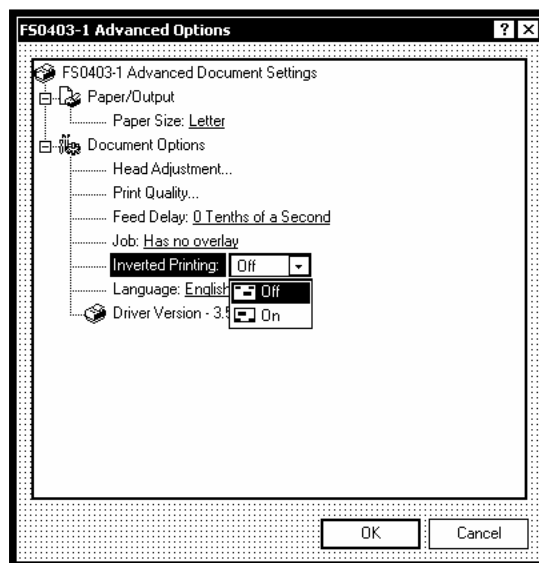 FS0403-1 Advanced Options
FS0403-1 Advanced Document Settings
Paper/Output
Paper Size: Letter
Document Options
Head Adjustment...
Print Quality...
Feed Delay: 0 Tenths of a Second
Job: Has no overlay
Inverted Printing: Off
Language: English
Off
Driver Version - 3.5
On
OK Cancel